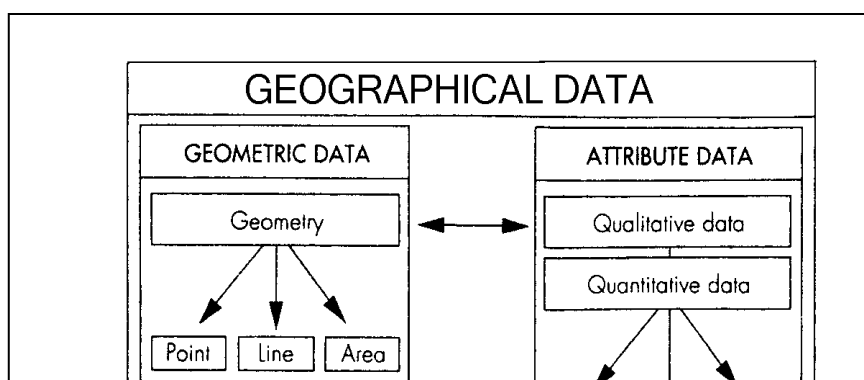 GEOGRAPHICAL DATA
GEOMETRIC DATA
Geometry
Point Line Area
ATTRIBUTE DATA
Qualitative data
Quantitative data